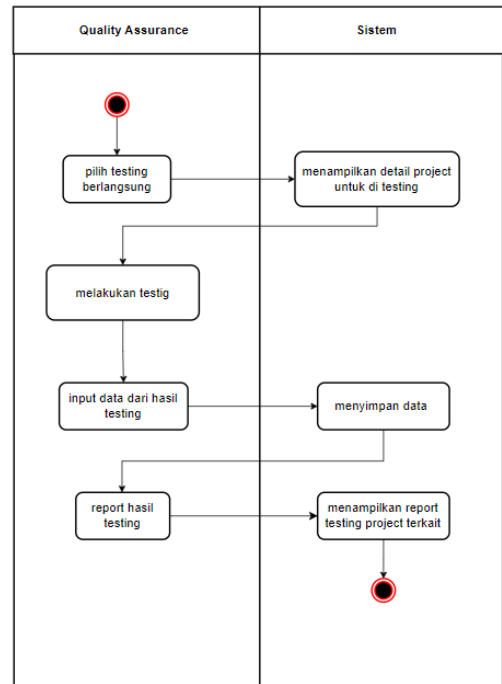 Quality Assurance
Sistem
pilih testing
berlangsung
menampilkan detail project
untuk di testing
melakukan testig
input data dari hasil
testing
menyimpan data
report hasil
testing
menampilkan report
testing project terkait